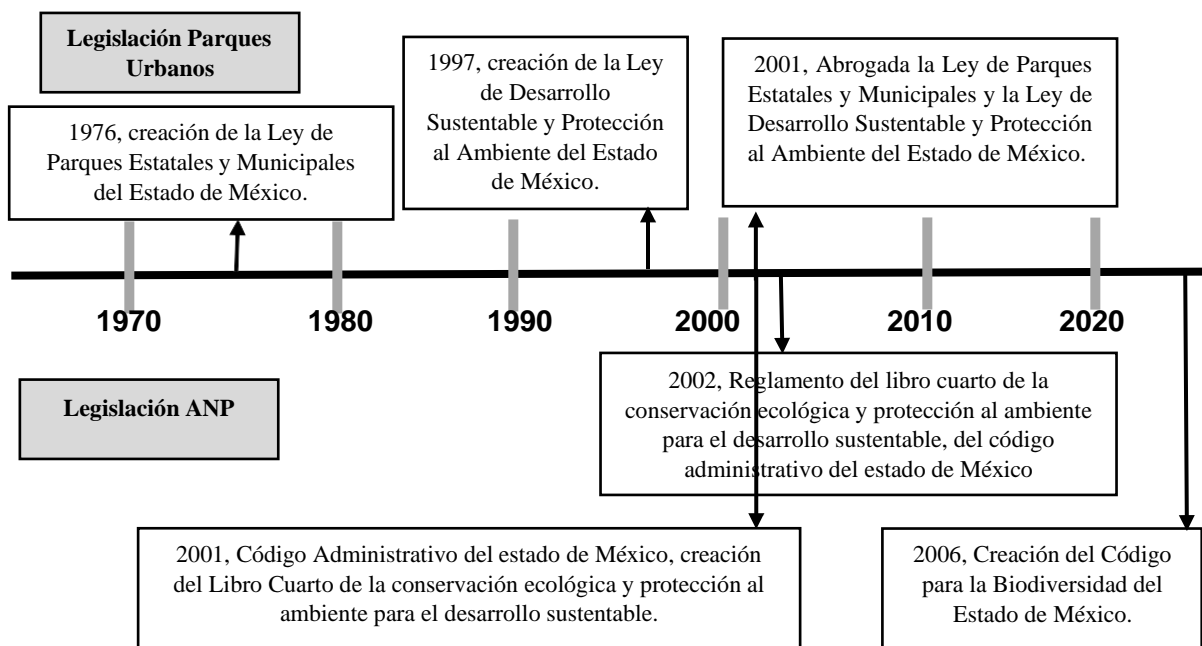 Legislación Parques
Urbanos
1976, creación de la Ley de
Parques Estatales y Municipales
del Estado de México.
1997, creación de la Ley
de Desarrollo
Sustentable y Protección
al Ambiente del Estado
de México.
2001, Abrogada la Ley de Parques
Estatales y Municipales y la Ley de
Desarrollo Sustentable y Protección
al Ambiente del Estado de México.
1970 1980 1990 2000 2010 2020
Legislación ANP
2002, Reglamento del libro cuarto de la
conservación ecológica y protección al ambiente
para el desarrollo sustentable, del código
administrativo del estado de México
2001, Código Administrativo del estado de México, creación
del Libro Cuarto de la conservación ecológica y protección al
ambiente para el desarrollo sustentable.
2006, Creación del Código
para la Biodiversidad del
Estado de México.